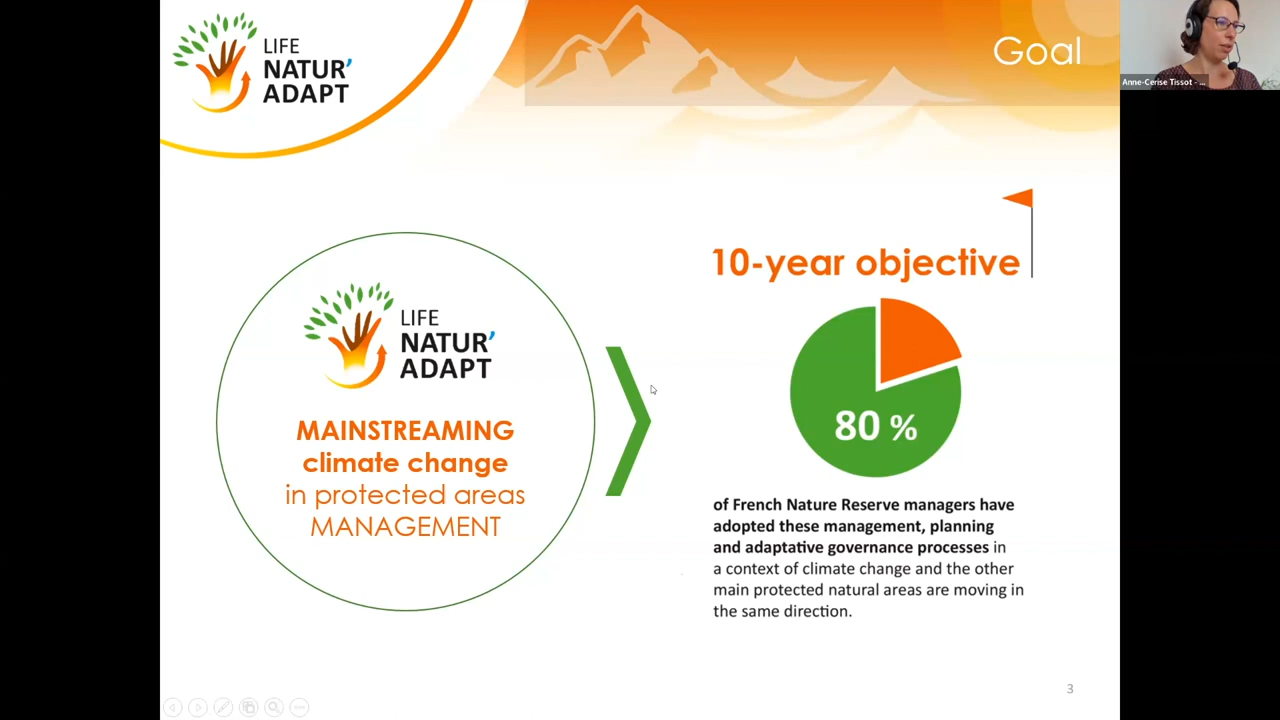 LIFE
NATUR'
ADAPT
Goal
Anne-Cerise Tissot - ...
LIFE
NATUR'
ADAPT
MAINSTREAMING
climate change
in protected areas
MANAGEMENT
10-year objective
80 %
of French Nature Reserve managers have
adopted these management, planning
and adaptative governance processes in
a context of climate change and the other
main protected natural areas are moving in
the same direction.
3